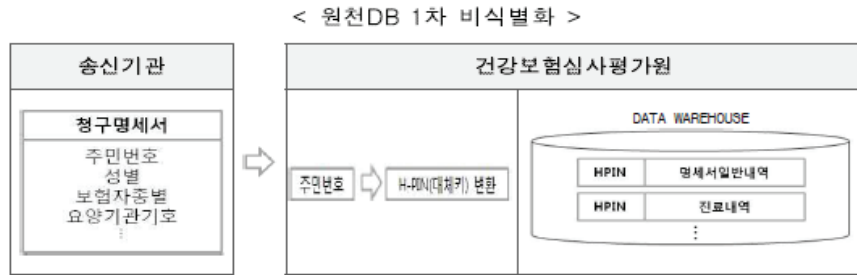 < 원천DB 1차 비식별화 >
송신기관
건강보험심사평가원
청구명세서
주민번호
성별
보험자종별
요양기관기호
⋮
주민번호
H-PIN(대체키) 변환
DATA WAREHOUSE
HPIN 명세서일반내역
HPIN 진료내역
⋮